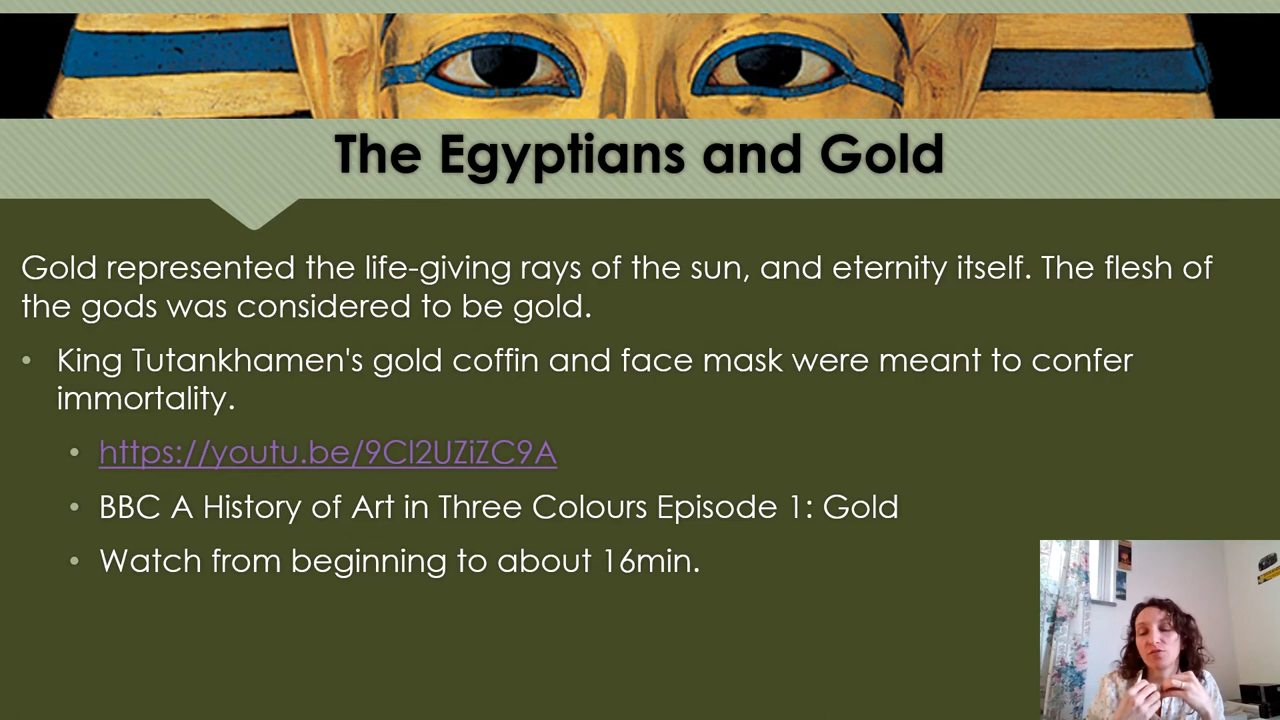 The Egyptians and Gold
Gold represented the life-giving rays of the sun, and eternity itself. The flesh of
the gods was considered to be gold.
• King Tutankhamen's gold coffin and face mask were meant to confer
immortality.
• https://youtu.be/9Cl2UZiZC9A
• BBC A History of Art in Three Colours Episode 1: Gold
• Watch from beginning to about 16min.